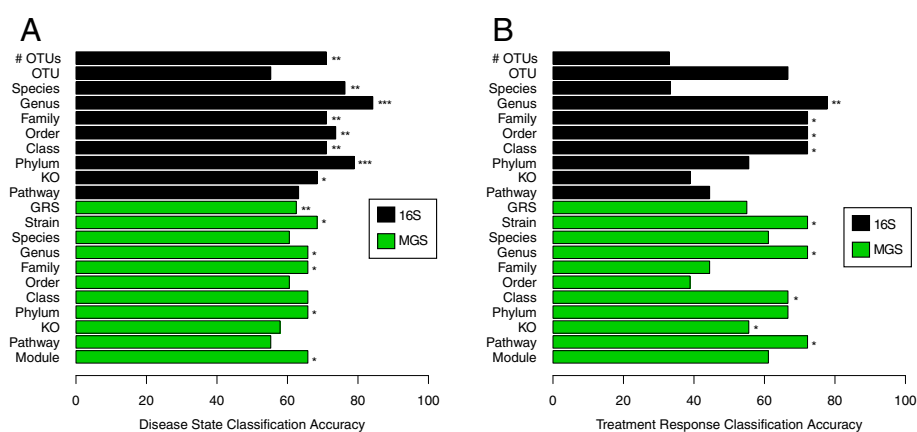 A
# OTUs **
OTU
Species **
Genus ***
Family **
Order **
Class **
Phylum ***
KO *
Pathway
GRS **
Strain *
Species
Genus *
Family *
Order
Class
Phylum *
KO
Pathway
Module *
16S
MGS
0 20 40 60 80 100
Disease State Classification Accuracy
B
# OTUs
OTU
Species
Genus **
Family *
Order *
Class *
Phylum
KO
Pathway
GRS
Strain *
Species
Genus *
Family
Order
Class *
Phylum
KO *
Pathway *
Module
16S
MGS
0 20 40 60 80 100
Treatment Response Classification Accuracy